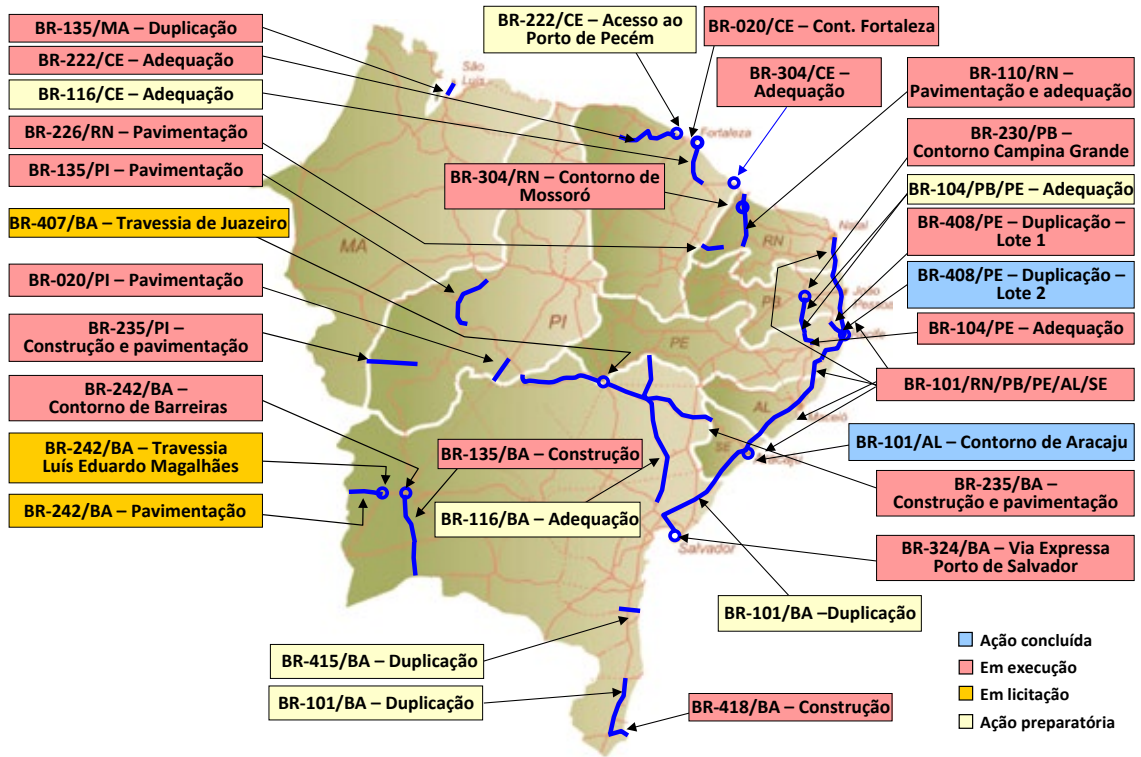 BR-135/MA – Duplicação
BR-222/CE – Adequação
BR-116/CE – Adequação
BR-226/RN – Pavimentação
BR-135/PI – Pavimentação
BR-407/BA – Travessia de Juazeiro
BR-020/PI – Pavimentação
BR-235/PI –
Construção e pavimentação
BR-242/BA –
Contorno de Barreiras
BR-242/BA – Travessia
Luís Eduardo Magalhães
BR-242/BA – Pavimentação
BR-222/CE – Acesso ao
Porto de Pecém
BR-020/CE – Cont. Fortaleza
BR-304/CE –
Adequação
BR-110/RN –
Pavimentação e adequação
BR-230/PB –
Contorno Campina Grande
BR-104/PB/PE – Adequação
BR-408/PE – Duplicação –
Lote 1
BR-408/PE – Duplicação –
Lote 2
BR-104/PE – Adequação
BR-101/RN/PB/PE/AL/SE
BR-101/AL – Contorno de Aracaju
BR-235/BA –
Construção e pavimentação
BR-324/BA – Via Expressa
Porto de Salvador
BR-304/RN – Contorno de
Mossoró
BR-135/BA – Construção
BR-116/BA – Adequação
BR-101/BA –Duplicação
BR-415/BA – Duplicação
BR-101/BA – Duplicação
BR-418/BA – Construção
São
Luís
Fortaleza
Natal
João
Pessoa
Maceió
Aracaju
Salvador
MA
PI
RN
PB
PE
AL
SE
Ação concluída
Em execução
Em licitação
Ação preparatória